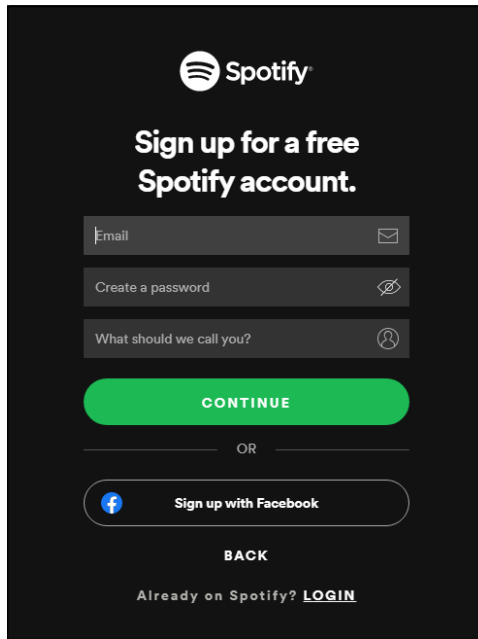 Spotify®
Sign up for a free
Spotify account.
Email
Create a password
What should we call you?
CONTINUE
OR
Sign up with Facebook
BACK
Already on Spotify? LOGIN